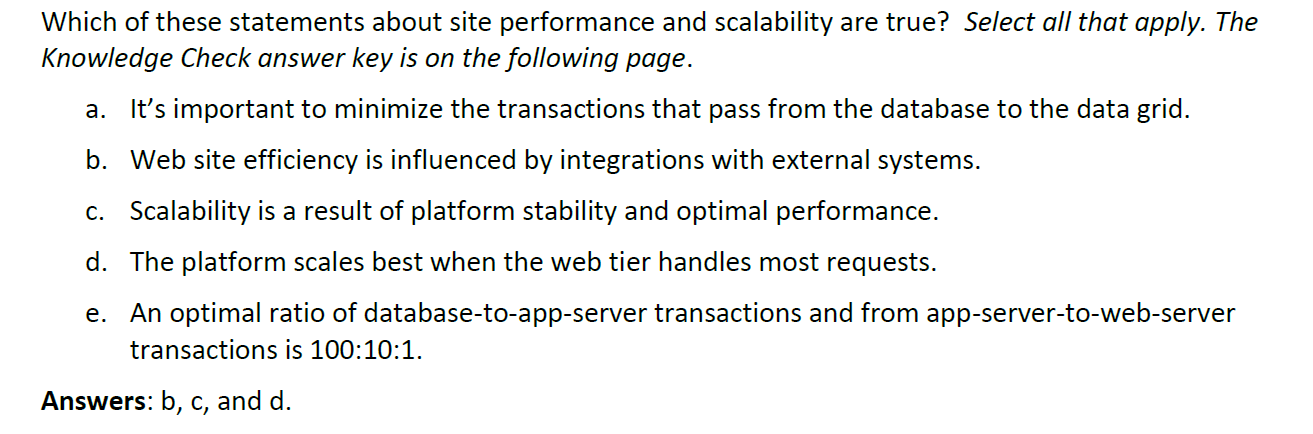 Which of these statements about site performance and scalability are true?  Select all that apply. The
Knowledge Check answer key is on the following page.
a. It’s important to minimize the transactions that pass from the database to the data grid.
b. Web site efficiency is influenced by integrations with external systems.
c. Scalability is a result of platform stability and optimal performance.
d. The platform scales best when the web tier handles most requests.
e. An optimal ratio of database-to-app-server transactions and from app-server-to-web-server
transactions is 100:10:1.
Answers: b, c, and d.